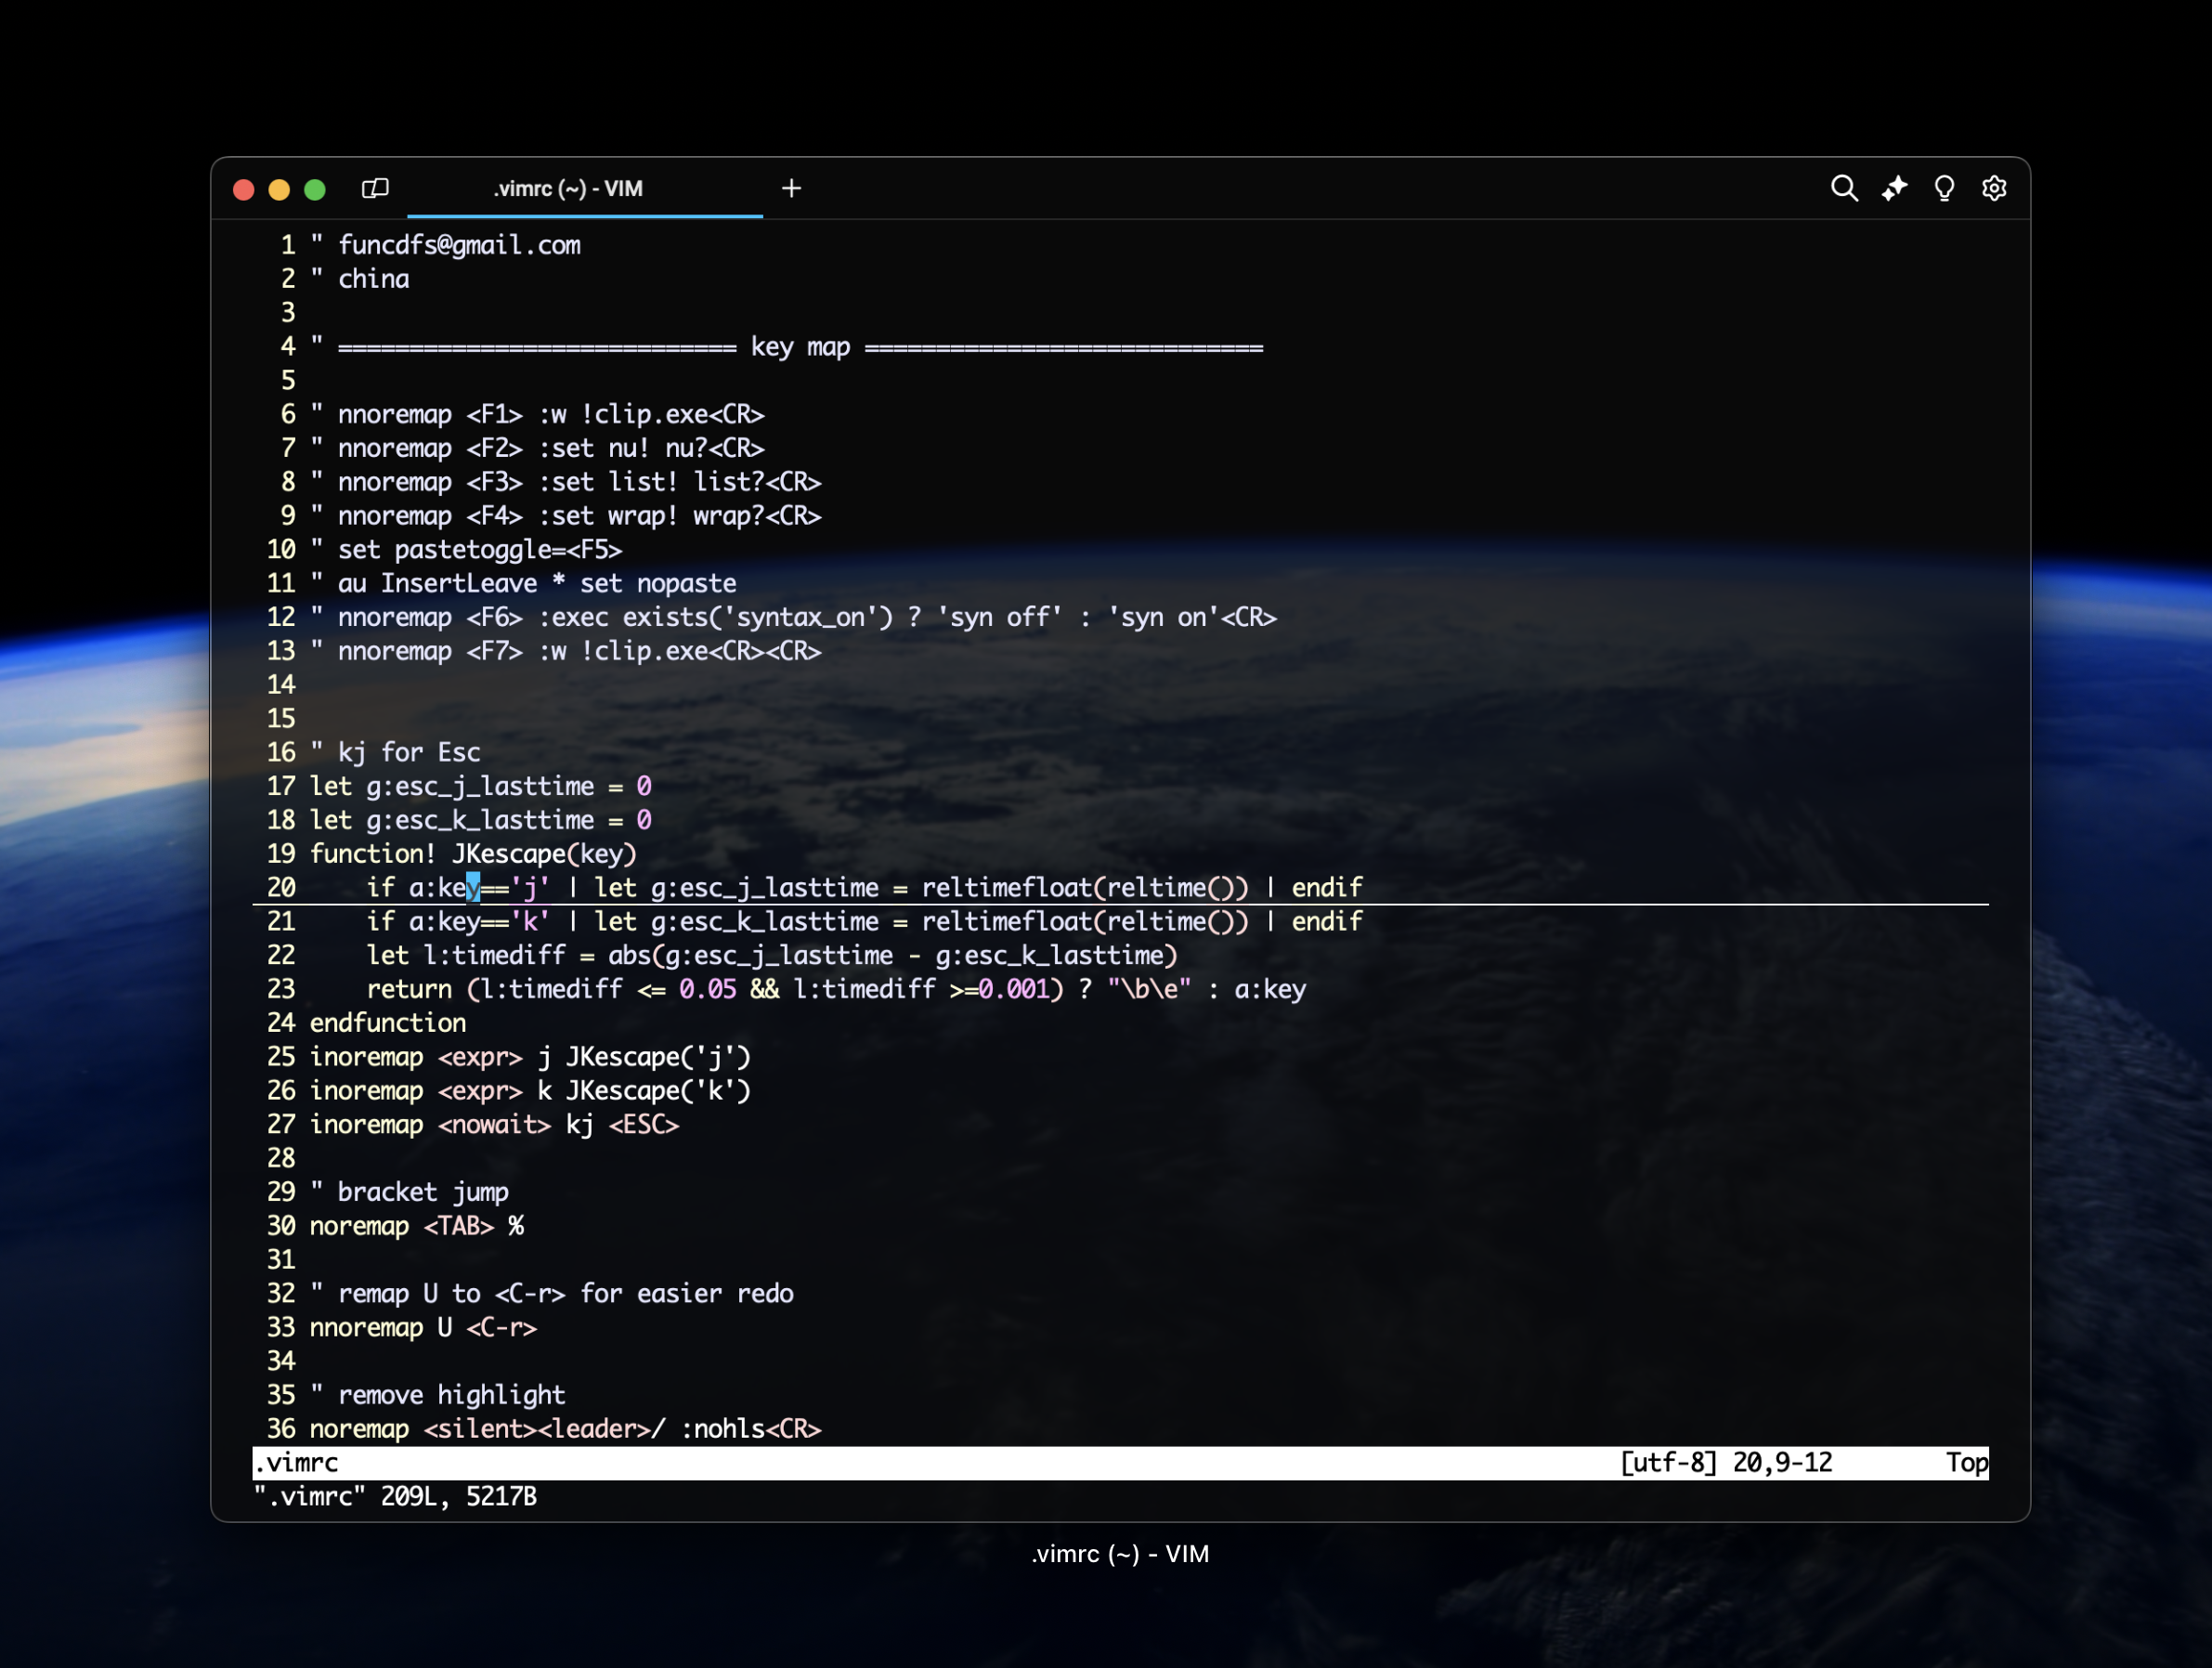 .vimrc (~) - VIM
1 " funcdfs@gmail.com
2 " china
3
4 " ============================ key map ============================
5
6 " nnoremap <F1> :w !clip.exe<CR>
7 " nnoremap <F2> :set nu! nu?<CR>
8 " nnoremap <F3> :set list! list?<CR>
9 " nnoremap <F4> :set wrap! wrap?<CR>
10 " set pastetoggle=<F5>
11 " au InsertLeave * set nopaste
12 " nnoremap <F6> :exec exists('syntax_on') ? 'syn off' : 'syn on'<CR>
13 " nnoremap <F7> :w !clip.exe<CR><CR>
14
15
16 " kj for Esc
17 let g:esc_j_lasttime = 0
18 let g:esc_k_lasttime = 0
19 function! JKescape(key)
20     if a:key=='j' | let g:esc_j_lasttime = reltimefloat(reltime()) | endif
21     if a:key=='k' | let g:esc_k_lasttime = reltimefloat(reltime()) | endif
22     let l:timediff = abs(g:esc_j_lasttime - g:esc_k_lasttime)
23     return (l:timediff <= 0.05 && l:timediff >=0.001) ? "\b\e" : a:key
24 endfunction
25 inoremap <expr> j JKescape('j')
26 inoremap <expr> k JKescape('k')
27 inoremap <nowait> kj <ESC>
28
29 " bracket jump
30 noremap <TAB> %
31
32 " remap U to <C-r> for easier redo
33 nnoremap U <C-r>
34
35 " remove highlight
36 noremap <silent><leader>/ :nohls<CR>
.vimrc [utf-8] 20,9-12 Top
".vimrc" 209L, 5217B
.vimrc (~) - VIM